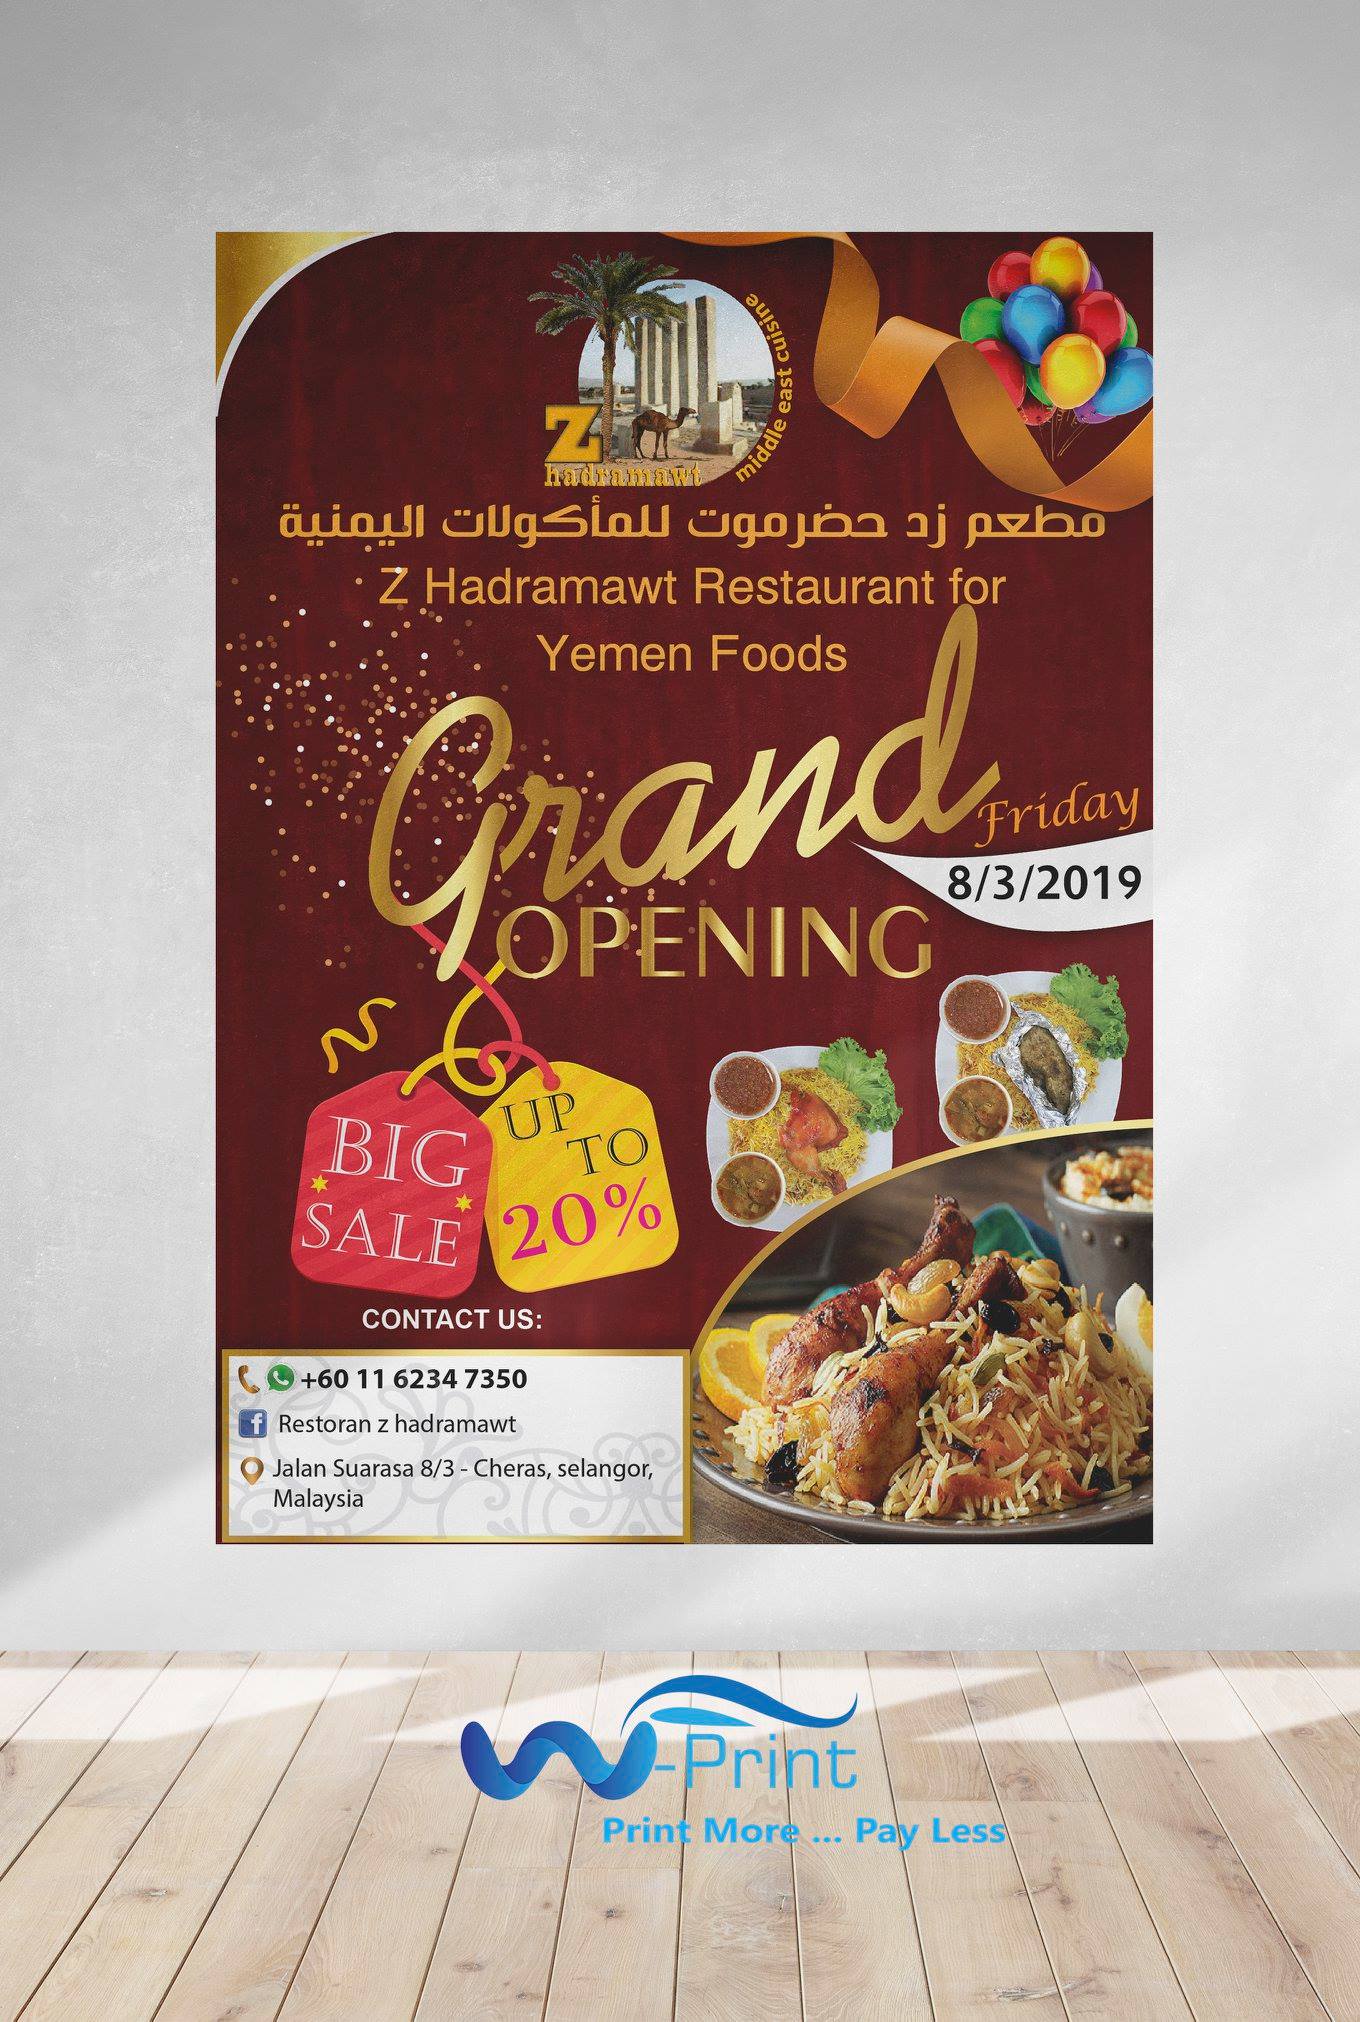 middle east cuisine
Z
hadramawt
مطعم زد حضرموت للمأكولات اليمنية
Z Hadramawt Restaurant for
Yemen Foods
Grand
OPENING
Friday
8/3/2019
BIG
SALE
UP
TO
20%
CONTACT US:
+60 11 6234 7350
Restoran z hadramawt
Jalan Suarasa 8/3 - Cheras, selangor,
Malaysia
W-Print
Print More ... Pay Less